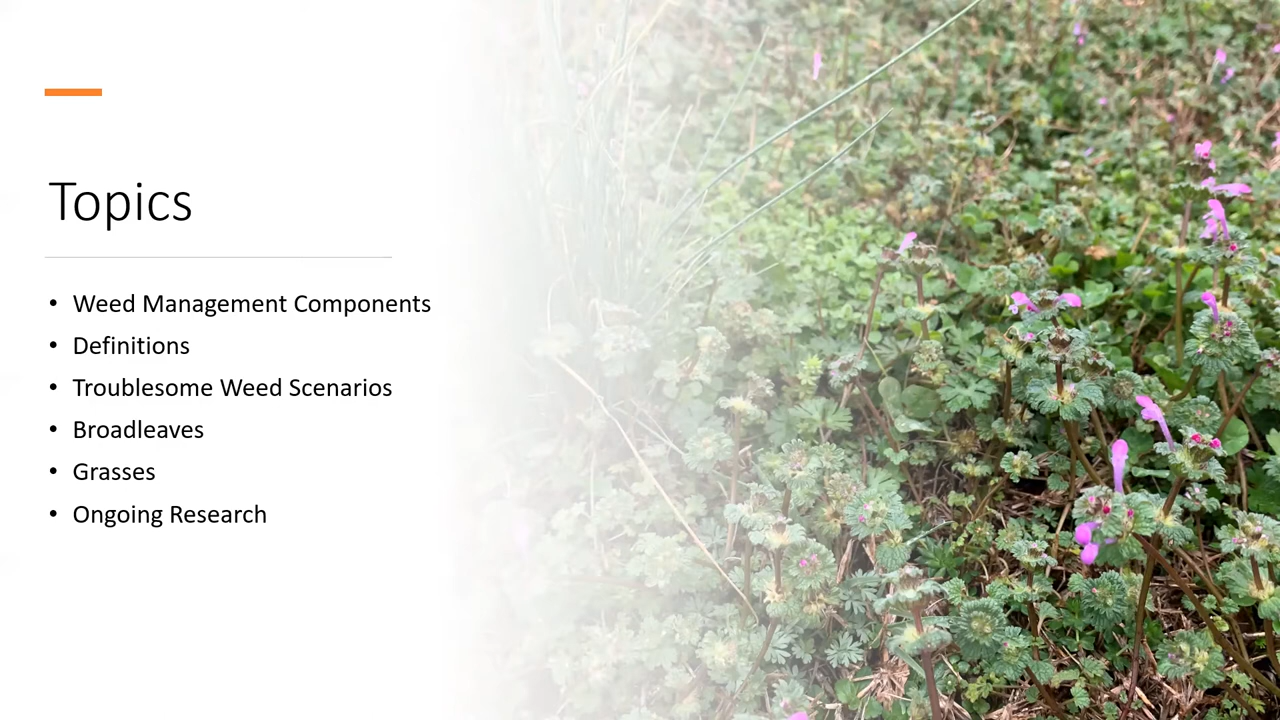 Topics
• Weed Management Components
• Definitions
• Troublesome Weed Scenarios
• Broadleaves
• Grasses
• Ongoing Research